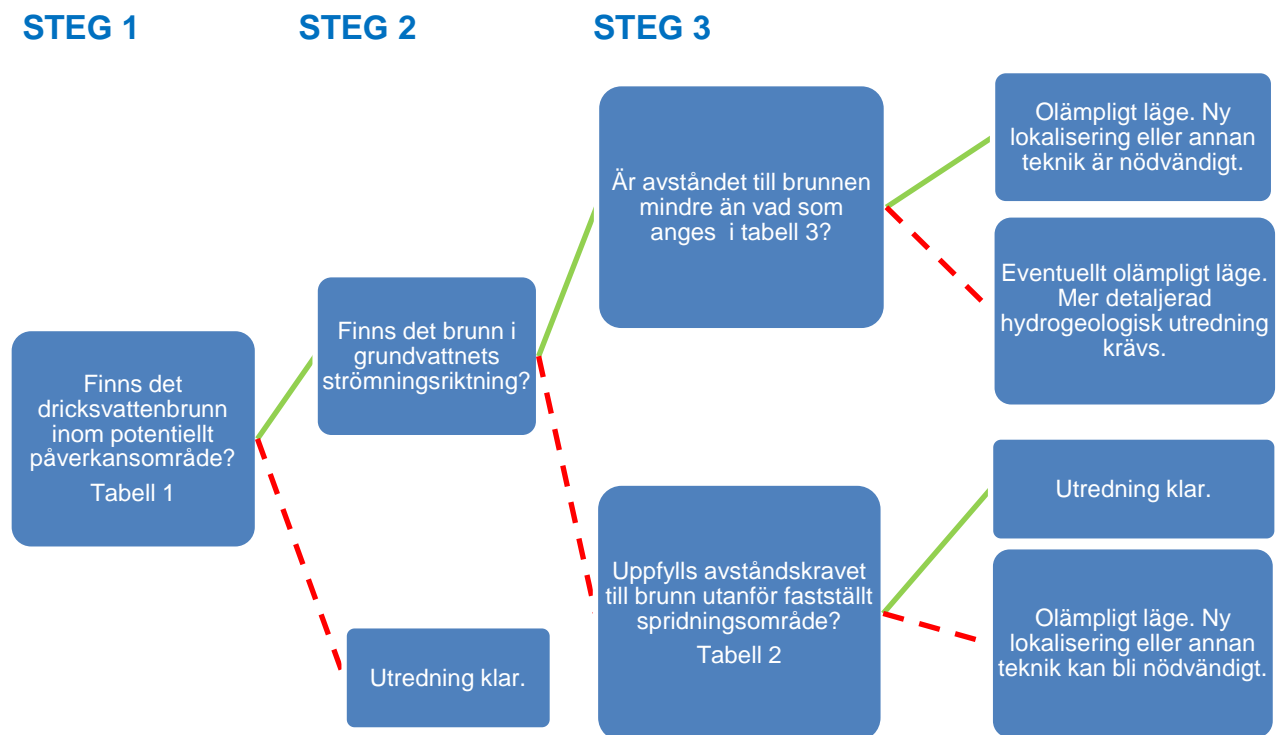 STEG 1
STEG 2
STEG 3
Finns det
dricksvattenbrunn
inom potentiellt
påverkansområde?
Tabell 1
Finns det brunn i
grundvattnets
strömningsriktning?
Utredning klar.
Är avståndet till brunnen
mindre än vad som
anges i tabell 3?
Uppfylls avståndskravet
till brunn utanför fastställt
spridningsområde?
Tabell 2
Olämpligt läge. Ny
lokalisering eller annan
teknik är nödvändigt.
Eventuellt olämpligt läge.
Mer detaljerad
hydrogeologisk utredning
krävs.
Utredning klar.
Olämpligt läge. Ny
lokalisering eller annan
teknik kan bli nödvändigt.